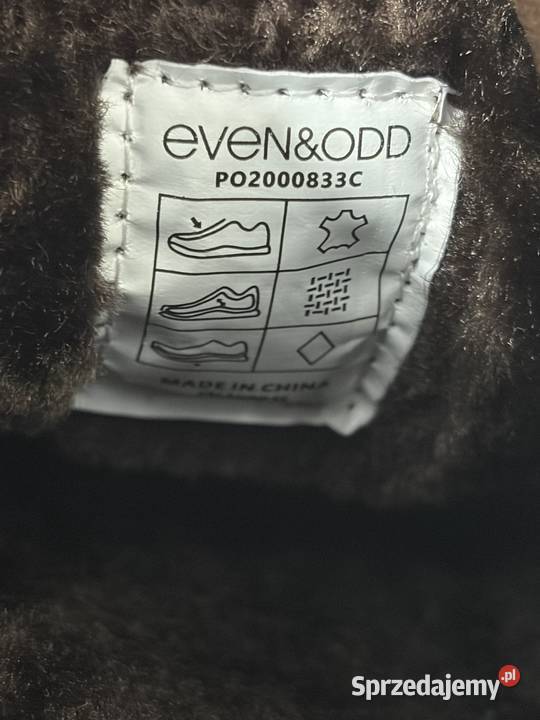 even&odd
PO2000833C
MADE IN CHINA
Sprzedajemy.pl